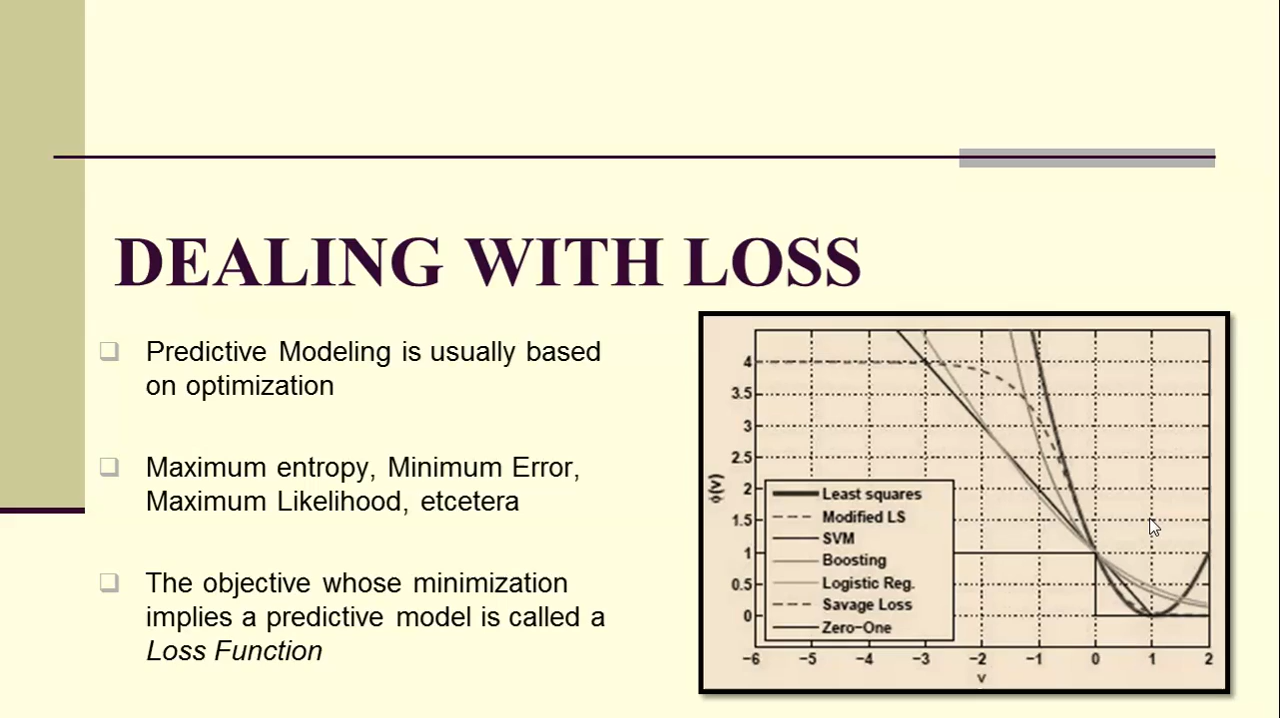 DEALING WITH LOSS
Predictive Modeling is usually based
on optimization
Maximum entropy, Minimum Error,
Maximum Likelihood, etcetera
The objective whose minimization
implies a predictive model is called a
Loss Function
4
3.5
3
2.5
2
1.5
1
0.5
0
ϕ(v)
Least squares
Modified LS
SVM
Boosting
Logistic Reg.
Savage Loss
Zero−One
−6 −5 −4 −3 −2 −1 0 1 2
v